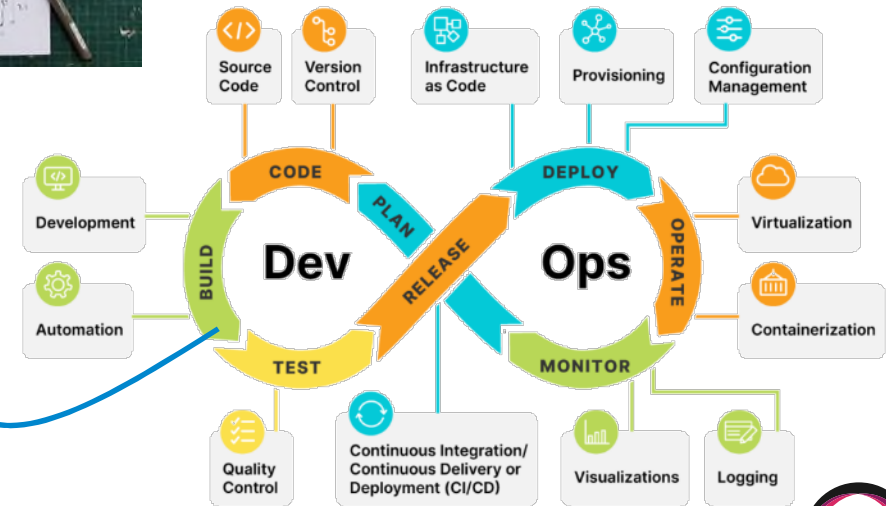 Source
Code
Version
Control
Infrastructure
as Code
Provisioning
Configuration
Management
CODE
PLAN
DEPLOY
Development
BUILD
Dev
RELEASE
Ops
OPERATE
Virtualization
Automation
Containerization
TEST
MONITOR
Quality
Control
Continuous Integration/
Continuous Delivery or
Deployment (CI/CD)
Visualizations
Logging